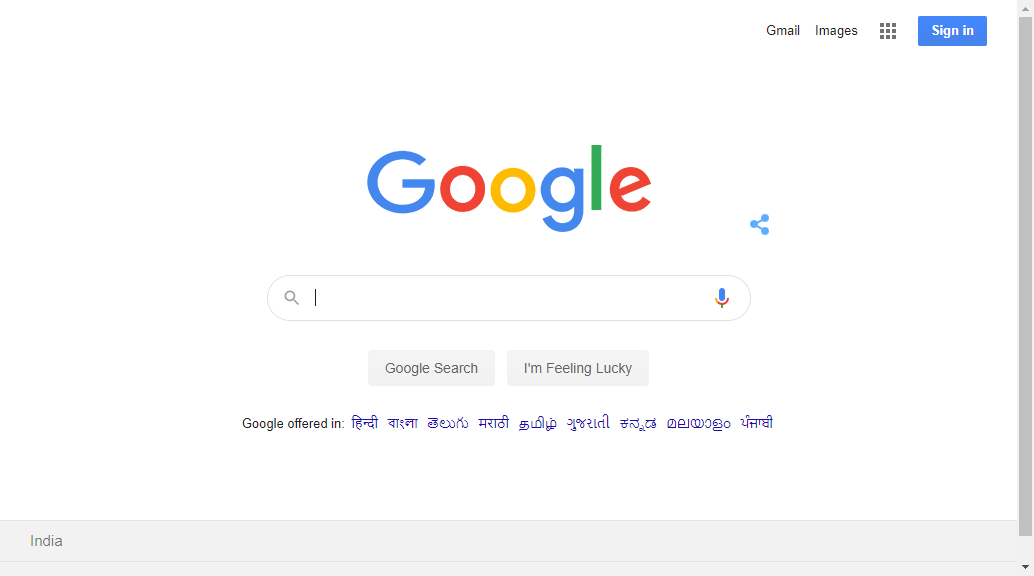 Gmail Images Sign in
Google
Google Search I'm Feeling Lucky
Google offered in: हिन्दी বাংলা తెలుగు मराठी தமிழ் ગુજરાતી ಕನ್ನಡ മലയാളം ਪੰਜਾਬੀ
India